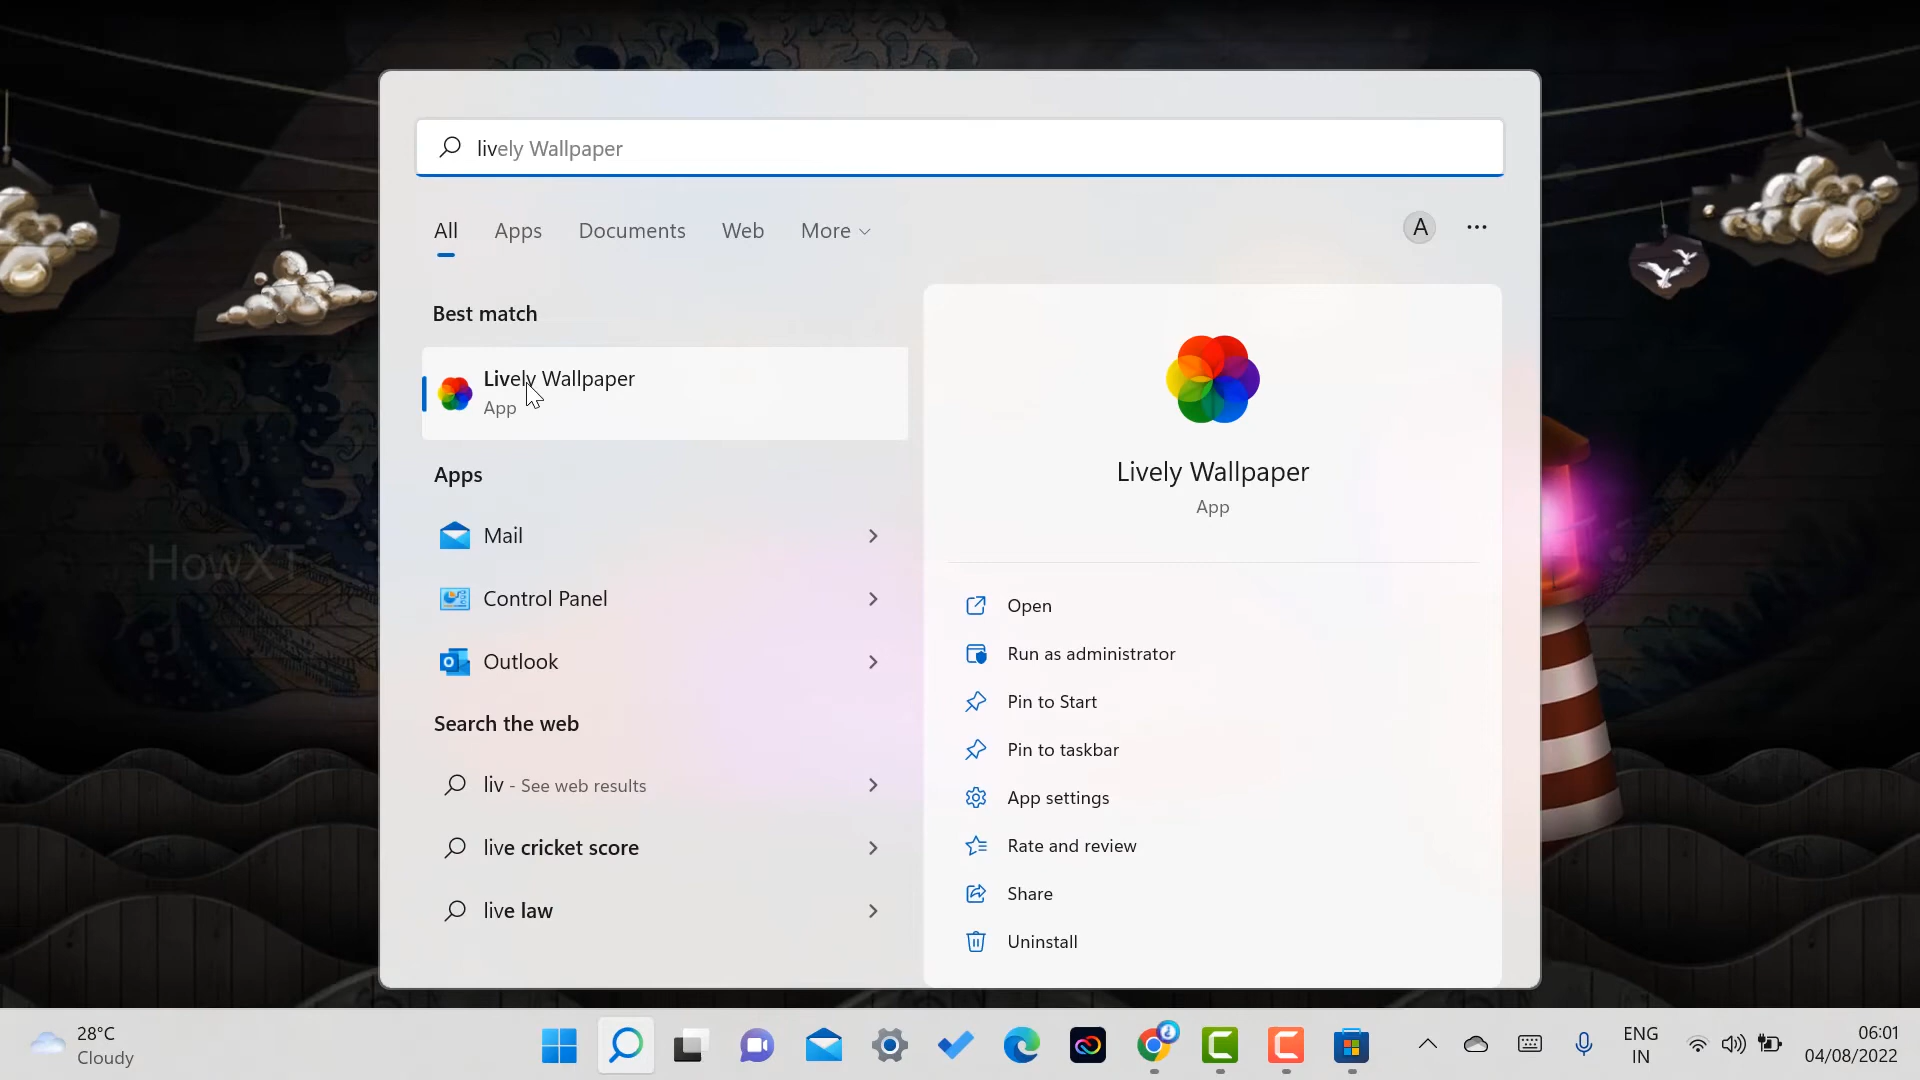 lively Wallpaper
All Apps Documents Web More
A
Best match
Lively Wallpaper
App
Apps
Mail
Control Panel
Outlook
Search the web
liv - See web results
live cricket score
live law
Lively Wallpaper
App
Open
Run as administrator
Pin to Start
Pin to taskbar
App settings
Rate and review
Share
Uninstall
HowXT
28°C
Cloudy
ENG
IN
06:01
04/08/2022